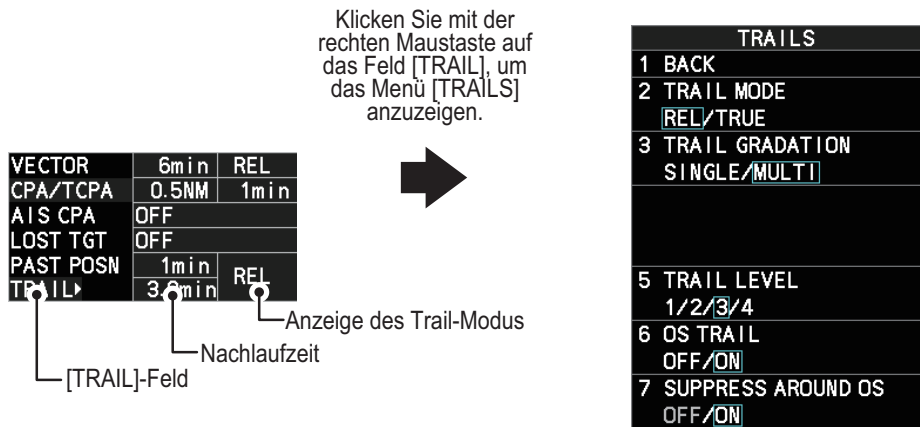 Klicken Sie mit der
rechten Maustaste auf
das Feld [TRAIL], um
das Menü [TRAILS]
anzuzeigen.
VECTOR 6min REL
CPA/TCPA 0.5NM 1min
AIS CPA OFF
LOST TGT OFF
PAST POSN 1min REL
TRAIL
Anzeige des Trail-Modus
Nachlaufzeit
[TRAIL]-Feld
TRAILS
1 BACK
2 TRAIL MODE
REL/TRUE
3 TRAIL GRADATION
SINGLE/MULTI
5 TRAIL LEVEL
1/2/3/4
6 OS TRAIL
OFF/ON
7 SUPPRESS AROUND OS
OFF/ON